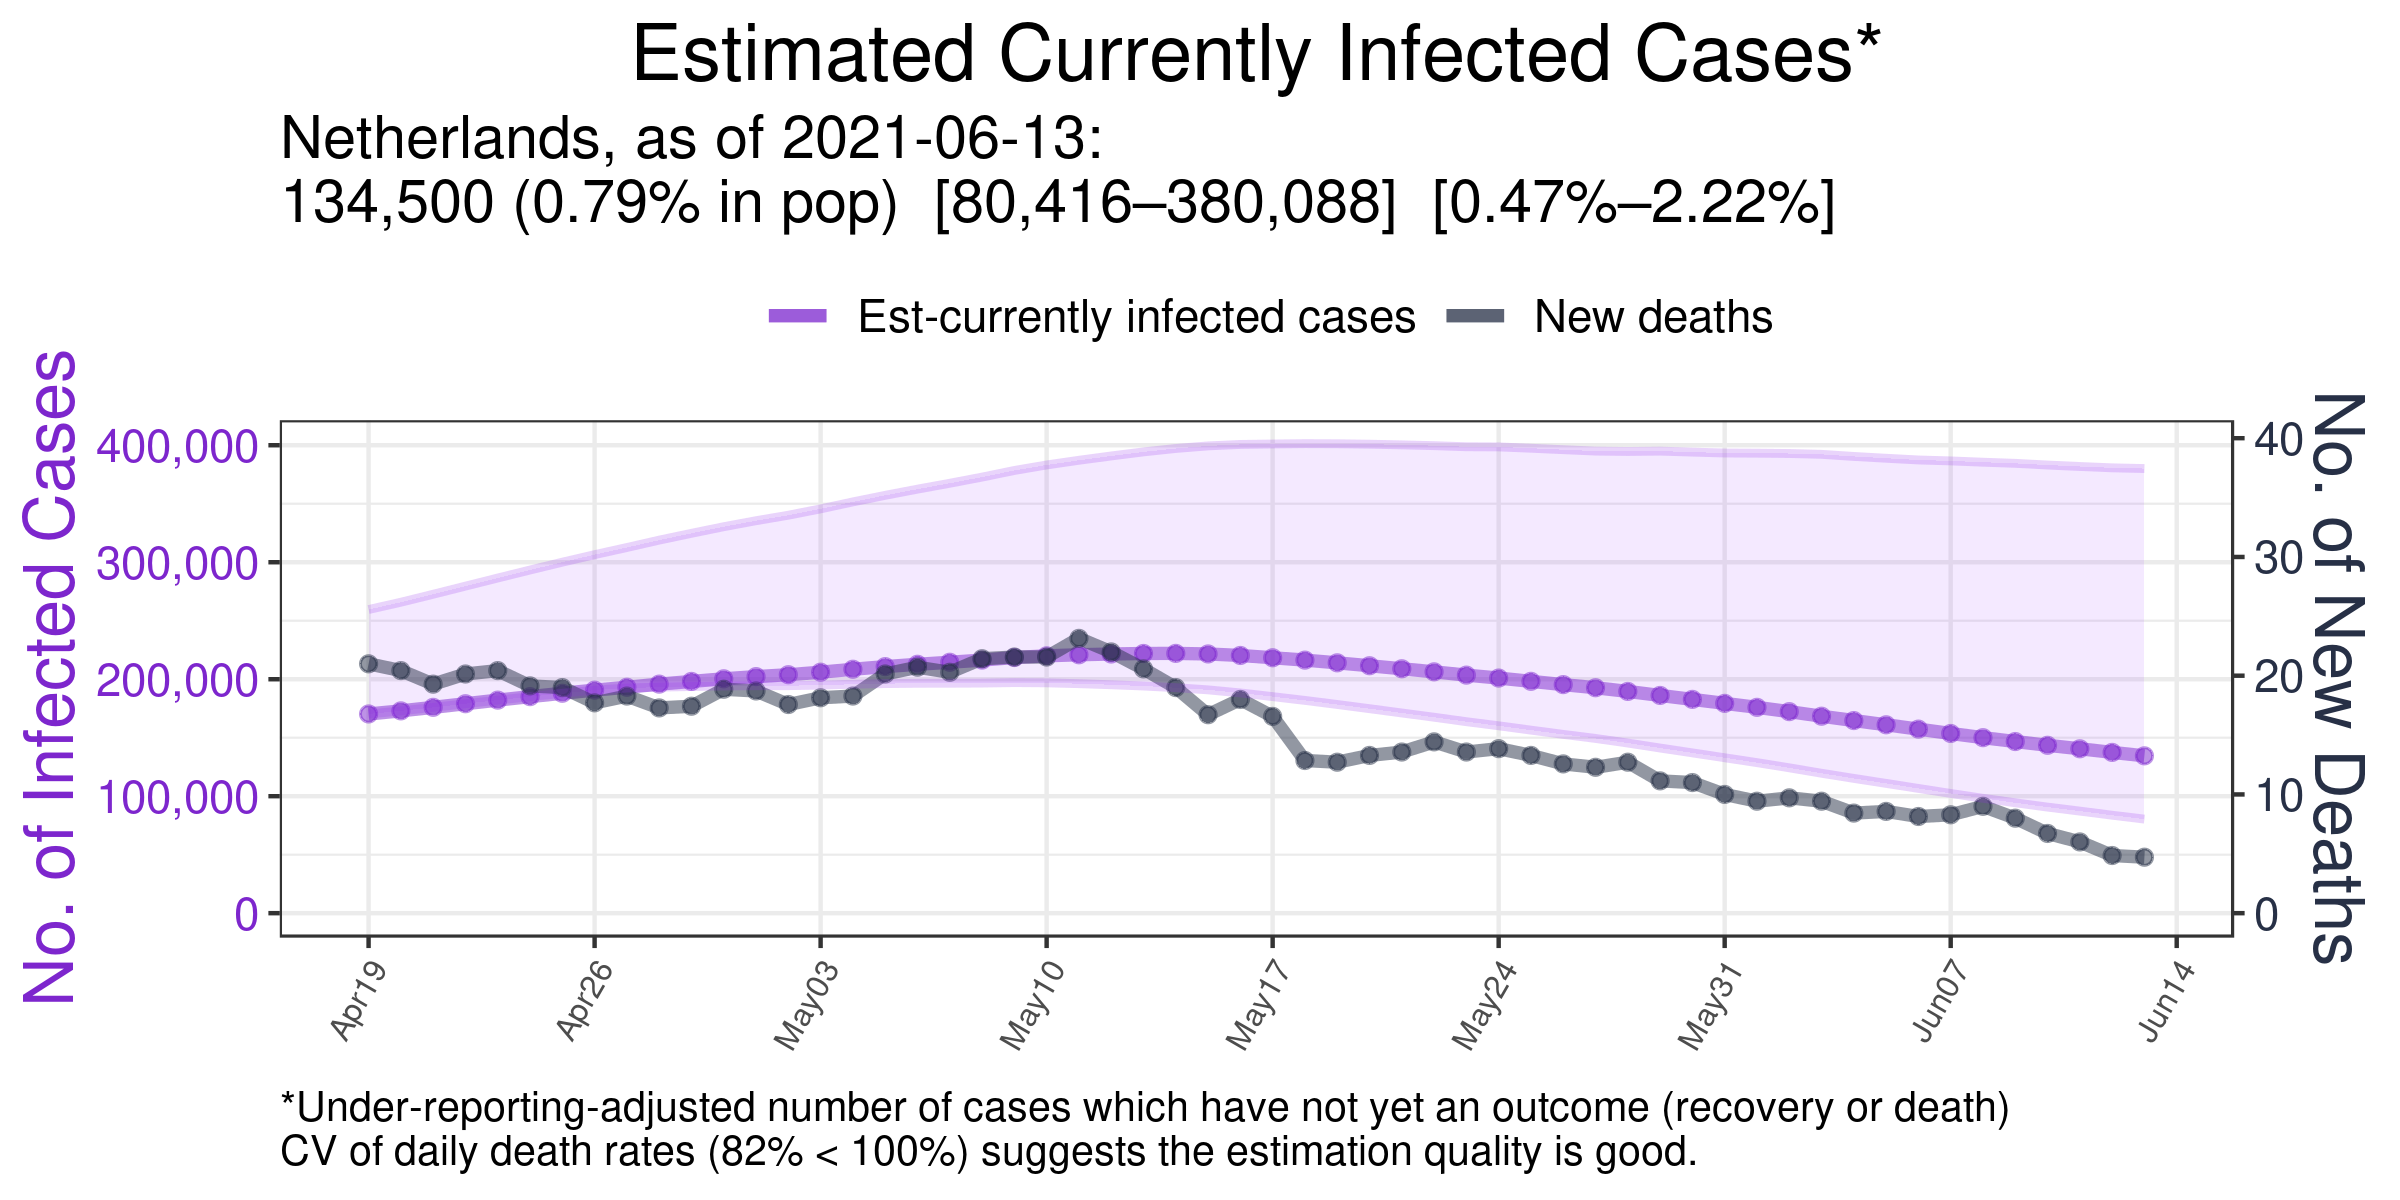 Estimated Currently Infected Cases*
Netherlands, as of 2021-06-13:
134,500 (0.79% in pop)  [80,416–380,088]  [0.47%–2.22%]
Est-currently infected cases
New deaths
No. of Infected Cases
400,000
300,000
200,000
100,000
0
40
30
20
10
0
No. of New Deaths
Apr19
Apr26
May03
May10
May17
May24
May31
Jun07
Jun14
*Under-reporting-adjusted number of cases which have not yet an outcome (recovery or death)
CV of daily death rates (82% < 100%) suggests the estimation quality is good.